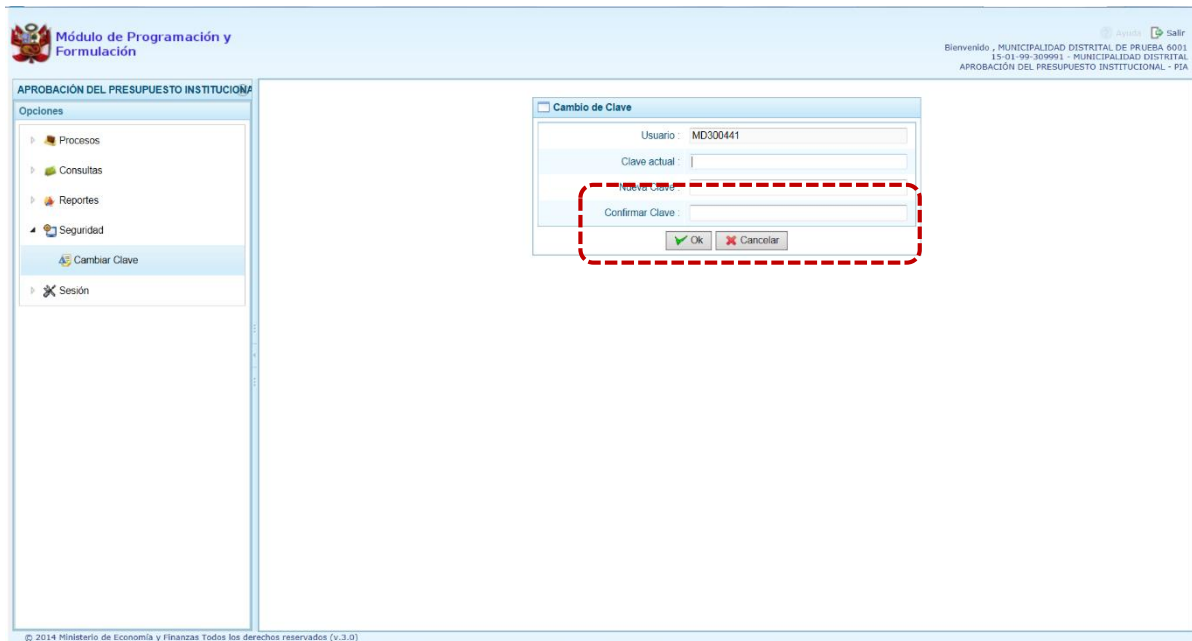 Módulo de Programación y
Formulación
Ayuda Salir
Bienvenido , MUNICIPALIDAD DISTRITAL DE PRUEBA 6001
15-01-99-309991 - MUNICIPALIDAD DISTRITAL
APROBACIÓN DEL PRESUPUESTO INSTITUCIONAL - PIA
APROBACIÓN DEL PRESUPUESTO INSTITUCIONA
Opciones
Procesos
Consultas
Reportes
Seguridad
Cambiar Clave
Sesión
Cambio de Clave
Usuario : MD300441
Clave actual :
Nueva Clave :
Confirmar Clave :
Ok Cancelar
© 2014 Ministerio de Economía y Finanzas Todos los derechos reservados (v.3.0)